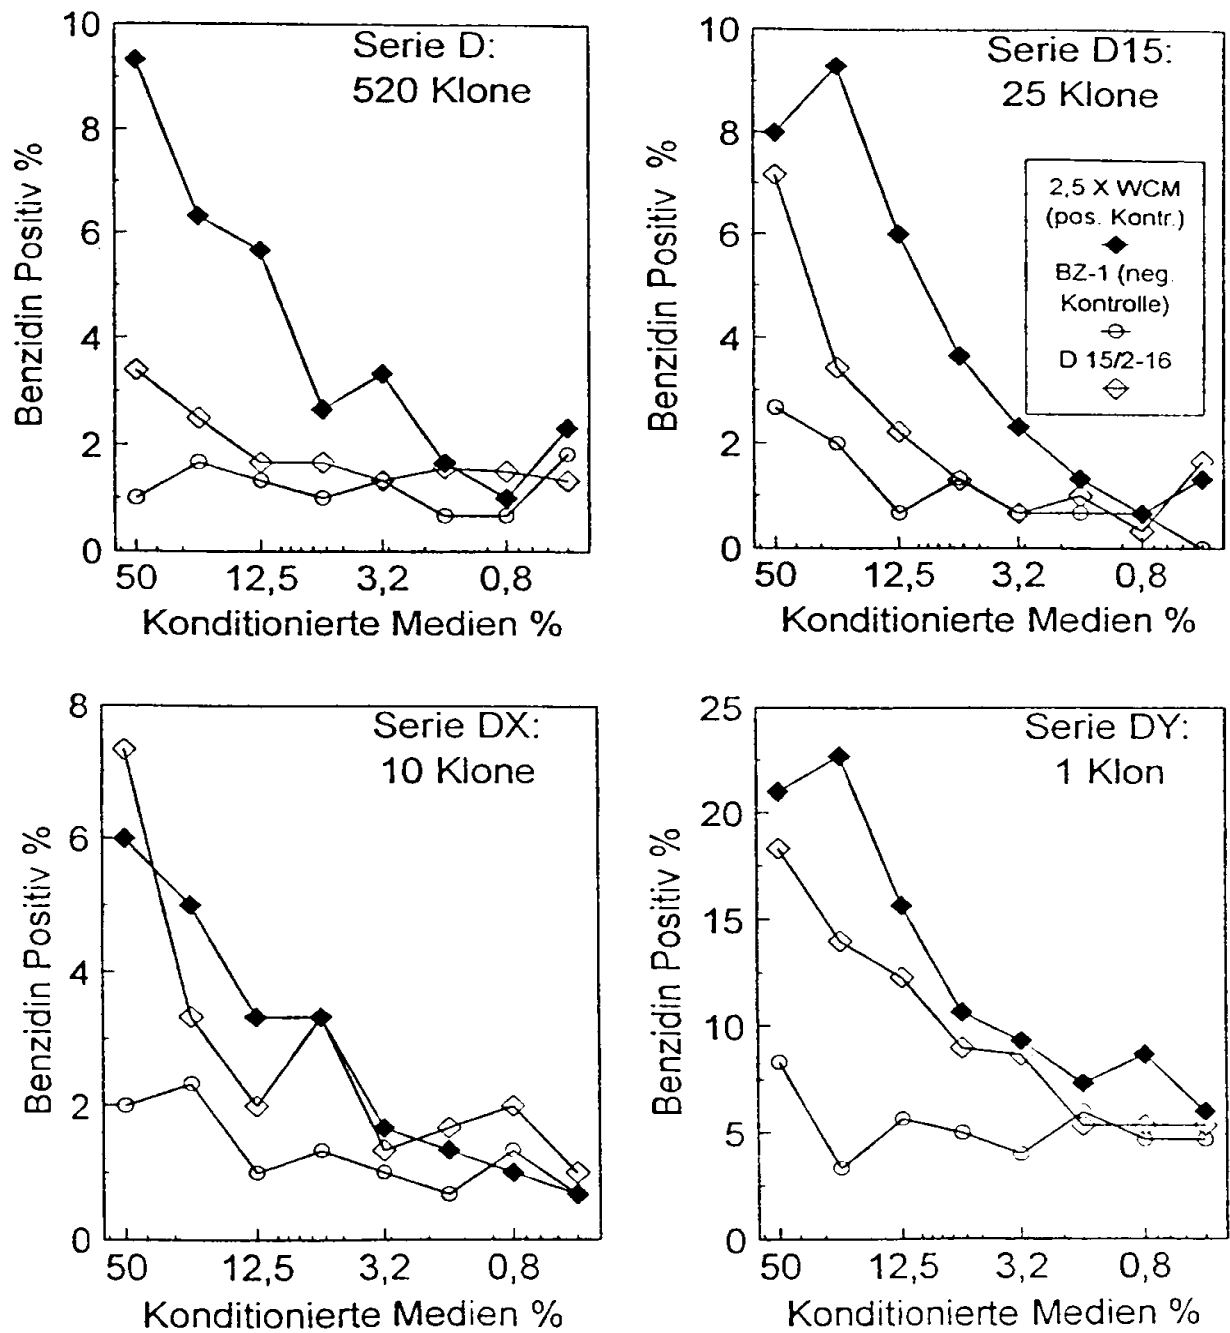 Serie D:
520 Klone
10
8
6
4
2
0
Benzidin Positiv %
50 12,5 3,2 0,8
Konditionierte Medien %
Serie D15:
25 Klone
10
8
6
4
2
0
Benzidin Positiv %
2,5 X WCM
(pos. Kontr.)
BZ-1 (neg.
Kontrolle)
D 15/2-16
50 12,5 3,2 0,8
Konditionierte Medien %
Serie DX:
10 Klone
8
6
4
2
0
Benzidin Positiv %
50 12,5 3,2 0,8
Konditionierte Medien %
Serie DY:
1 Klon
25
20
15
10
5
0
Benzidin Positiv %
50 12,5 3,2 0,8
Konditionierte Medien %